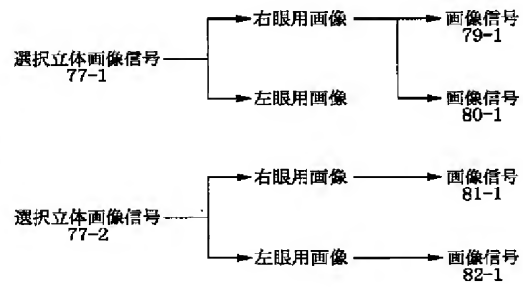 右眼用画像
画像信号
79-1
選択立体画像信号
77-1
左眼用画像
画像信号
80-1
右眼用画像
画像信号
81-1
選択立体画像信号
77-2
左眼用画像
画像信号
82-1